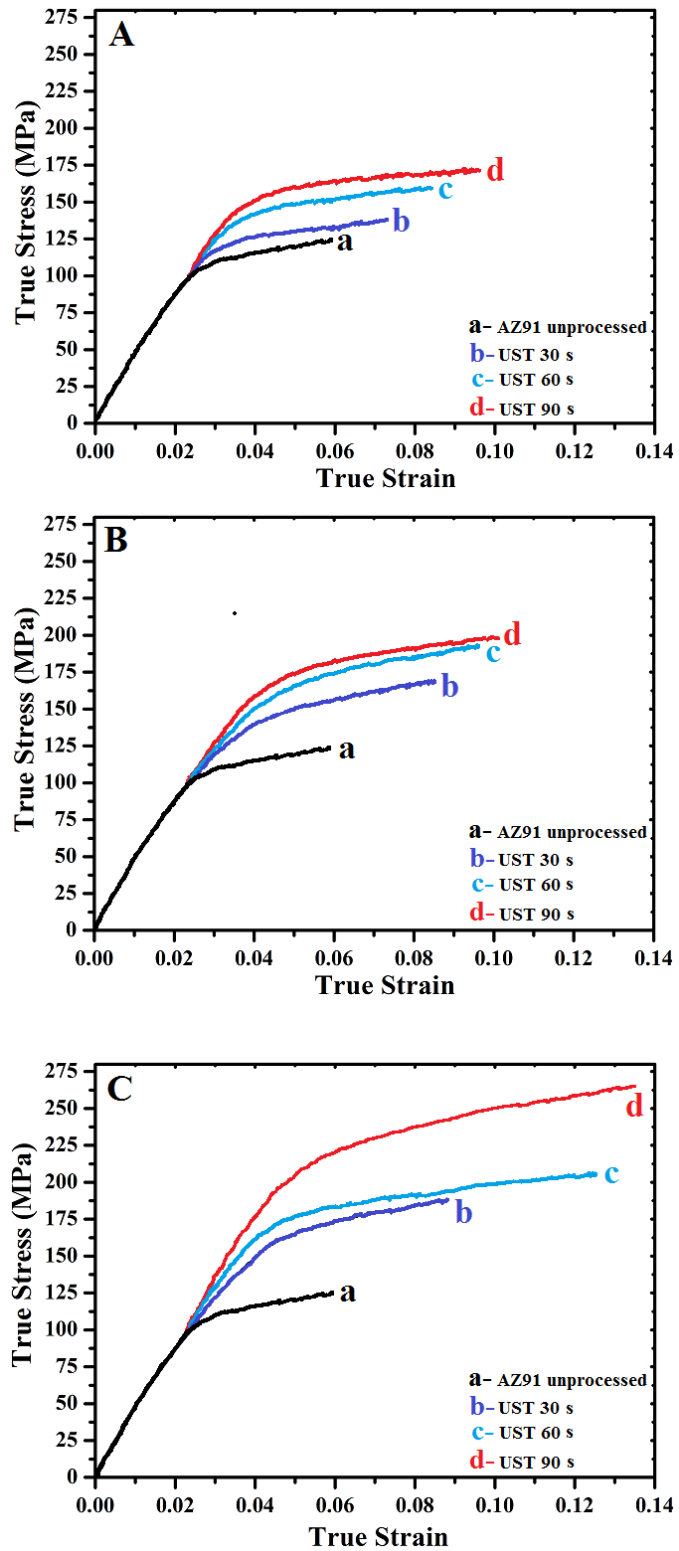 A
275
250
225
200
175
150
125
100
75
50
25
0
True Stress (MPa)
d
c
b
a
a- AZ91 unprocessed
b- UST 30 s
c- UST 60 s
d- UST 90 s
0.00 0.02 0.04 0.06 0.08 0.10 0.12 0.14
True Strain
B
275
250
225
200
175
150
125
100
75
50
25
0
True Stress (MPa)
d
c
b
a
a- AZ91 unprocessed
b- UST 30 s
c- UST 60 s
d- UST 90 s
0.00 0.02 0.04 0.06 0.08 0.10 0.12 0.14
True Strain
C
275
250
225
200
175
150
125
100
75
50
25
0
True Stress (MPa)
d
c
b
a
a- AZ91 unprocessed
b- UST 30 s
c- UST 60 s
d- UST 90 s
0.00 0.02 0.04 0.06 0.08 0.10 0.12 0.14
True Strain